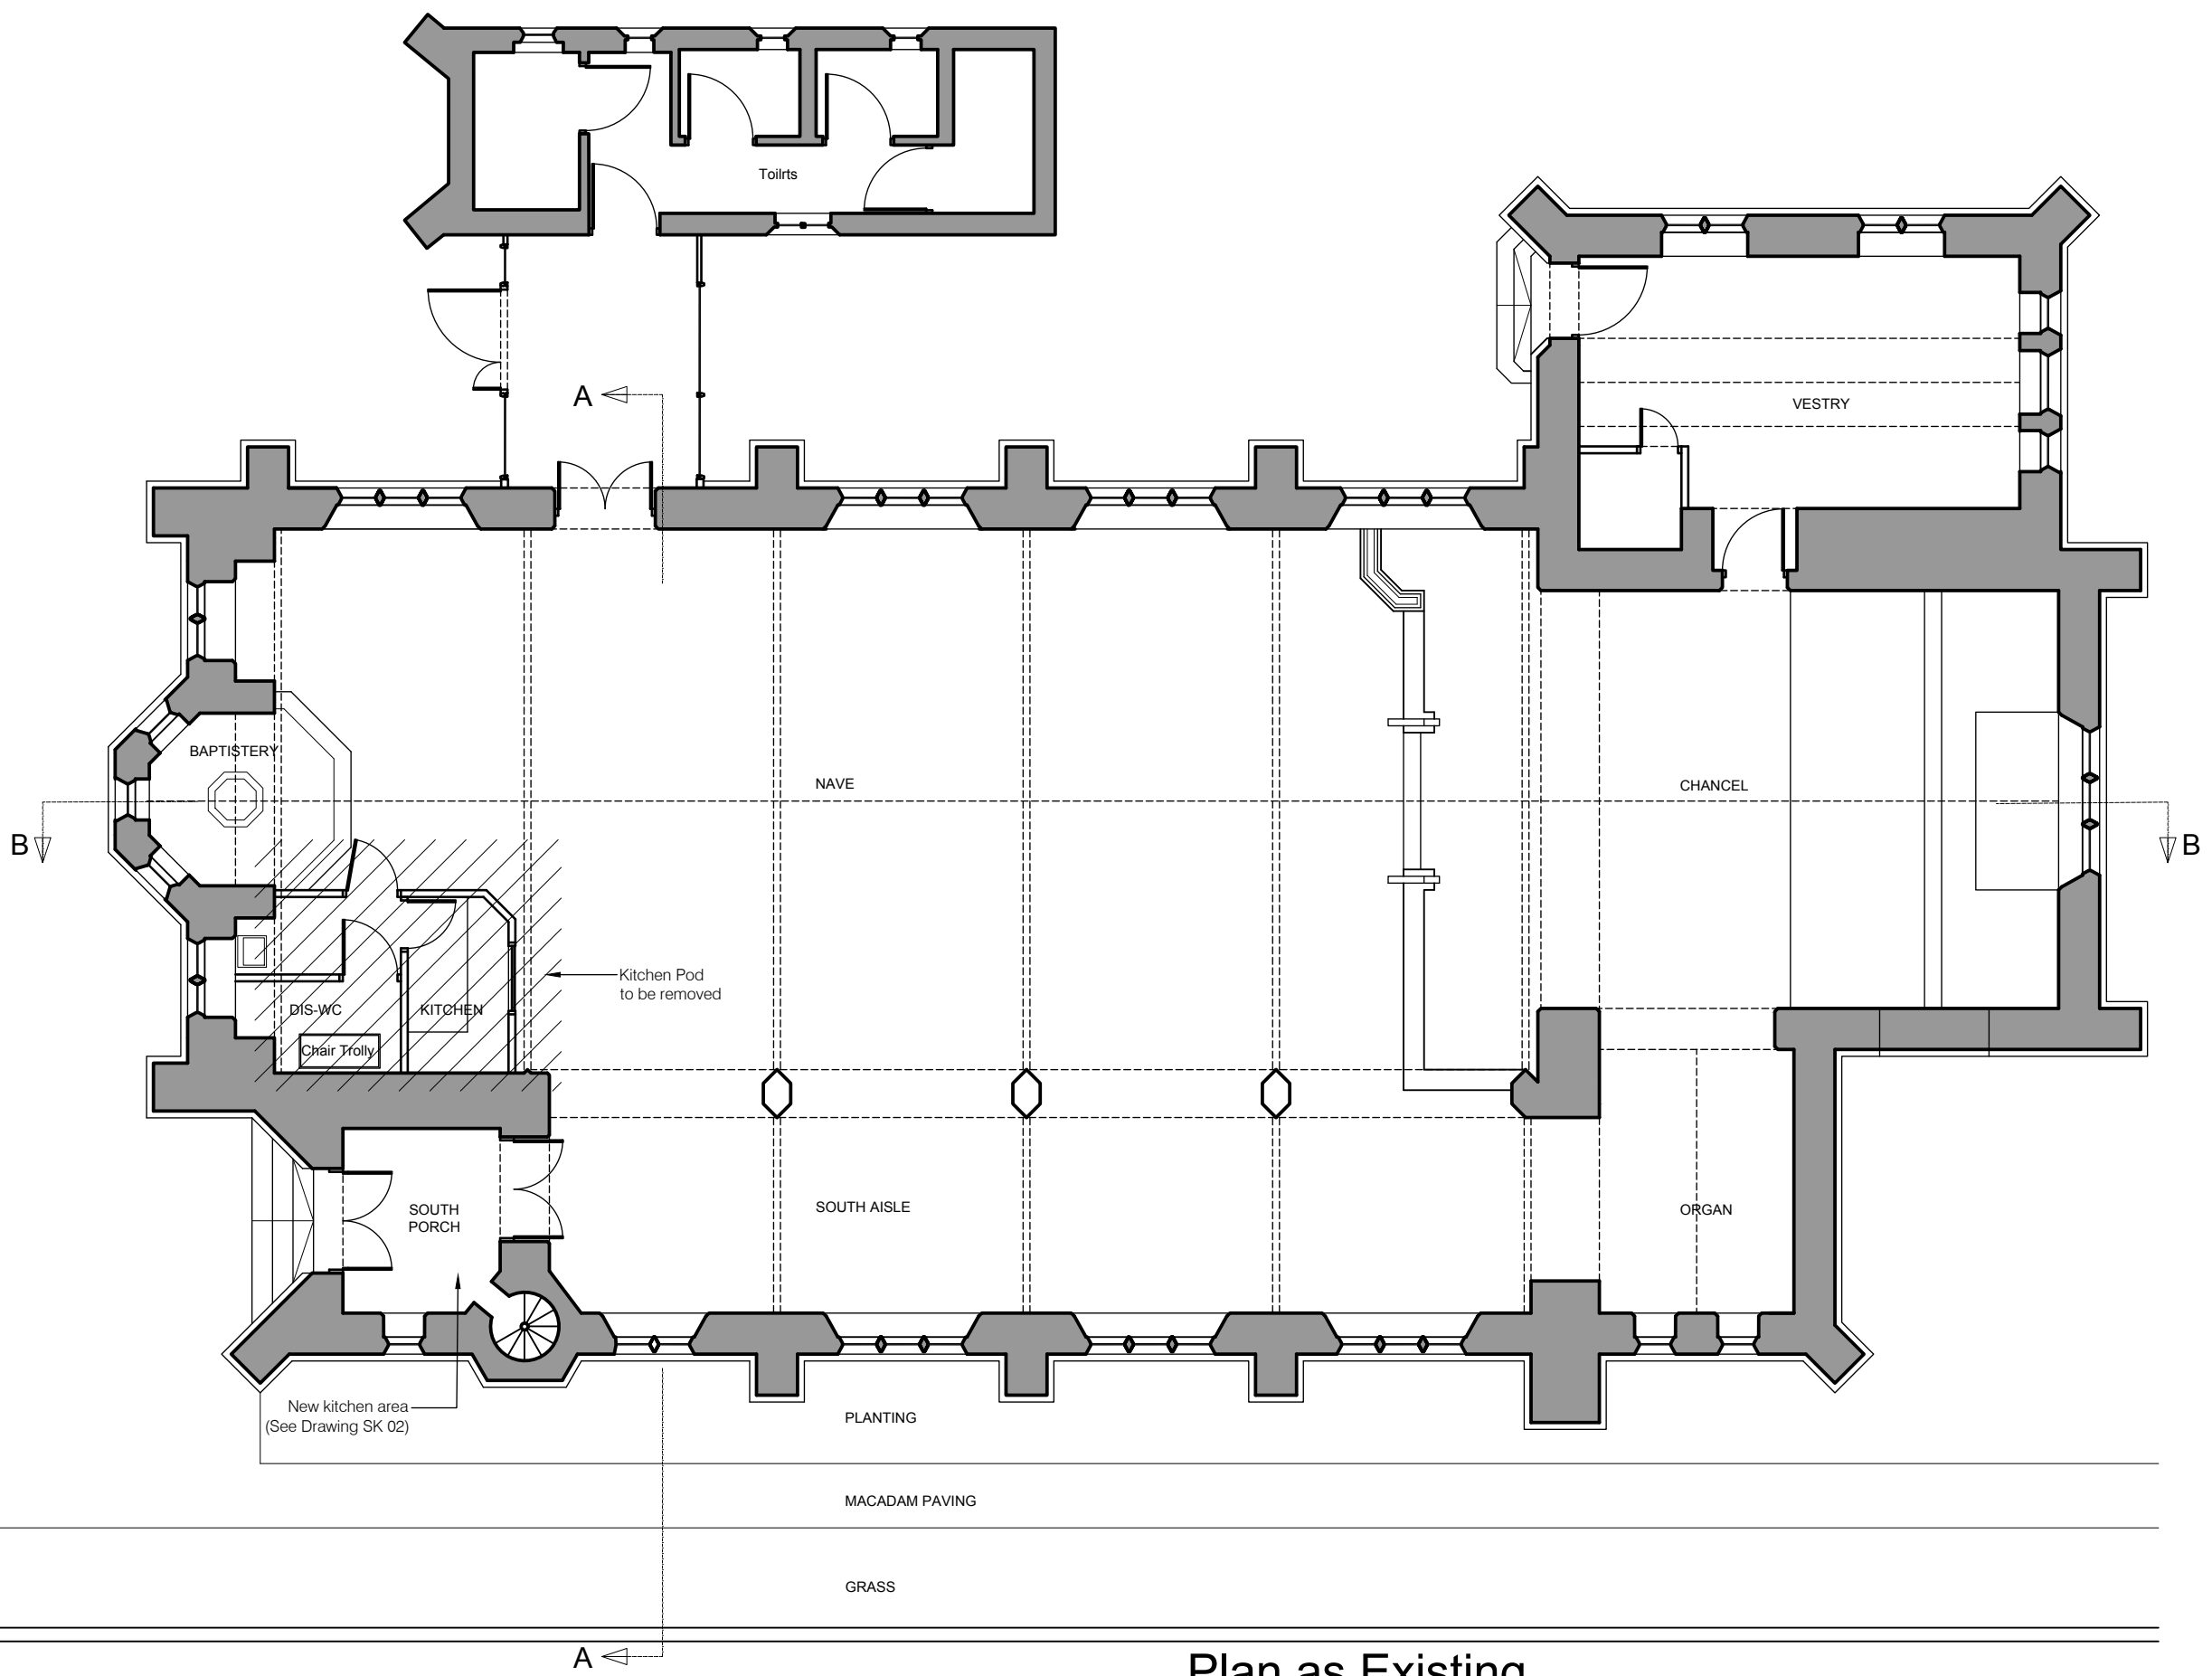 Toilrts
A
VESTRY
BAPTISTERY
NAVE
CHANCEL
B
B
Kitchen Pod
to be removed
DIS-WC
KITCHEN
Chair Trolly
SOUTH
PORCH
SOUTH AISLE
ORGAN
New kitchen area
(See Drawing SK 02)
PLANTING
MACADAM PAVING
GRASS
A
Plan as Existing